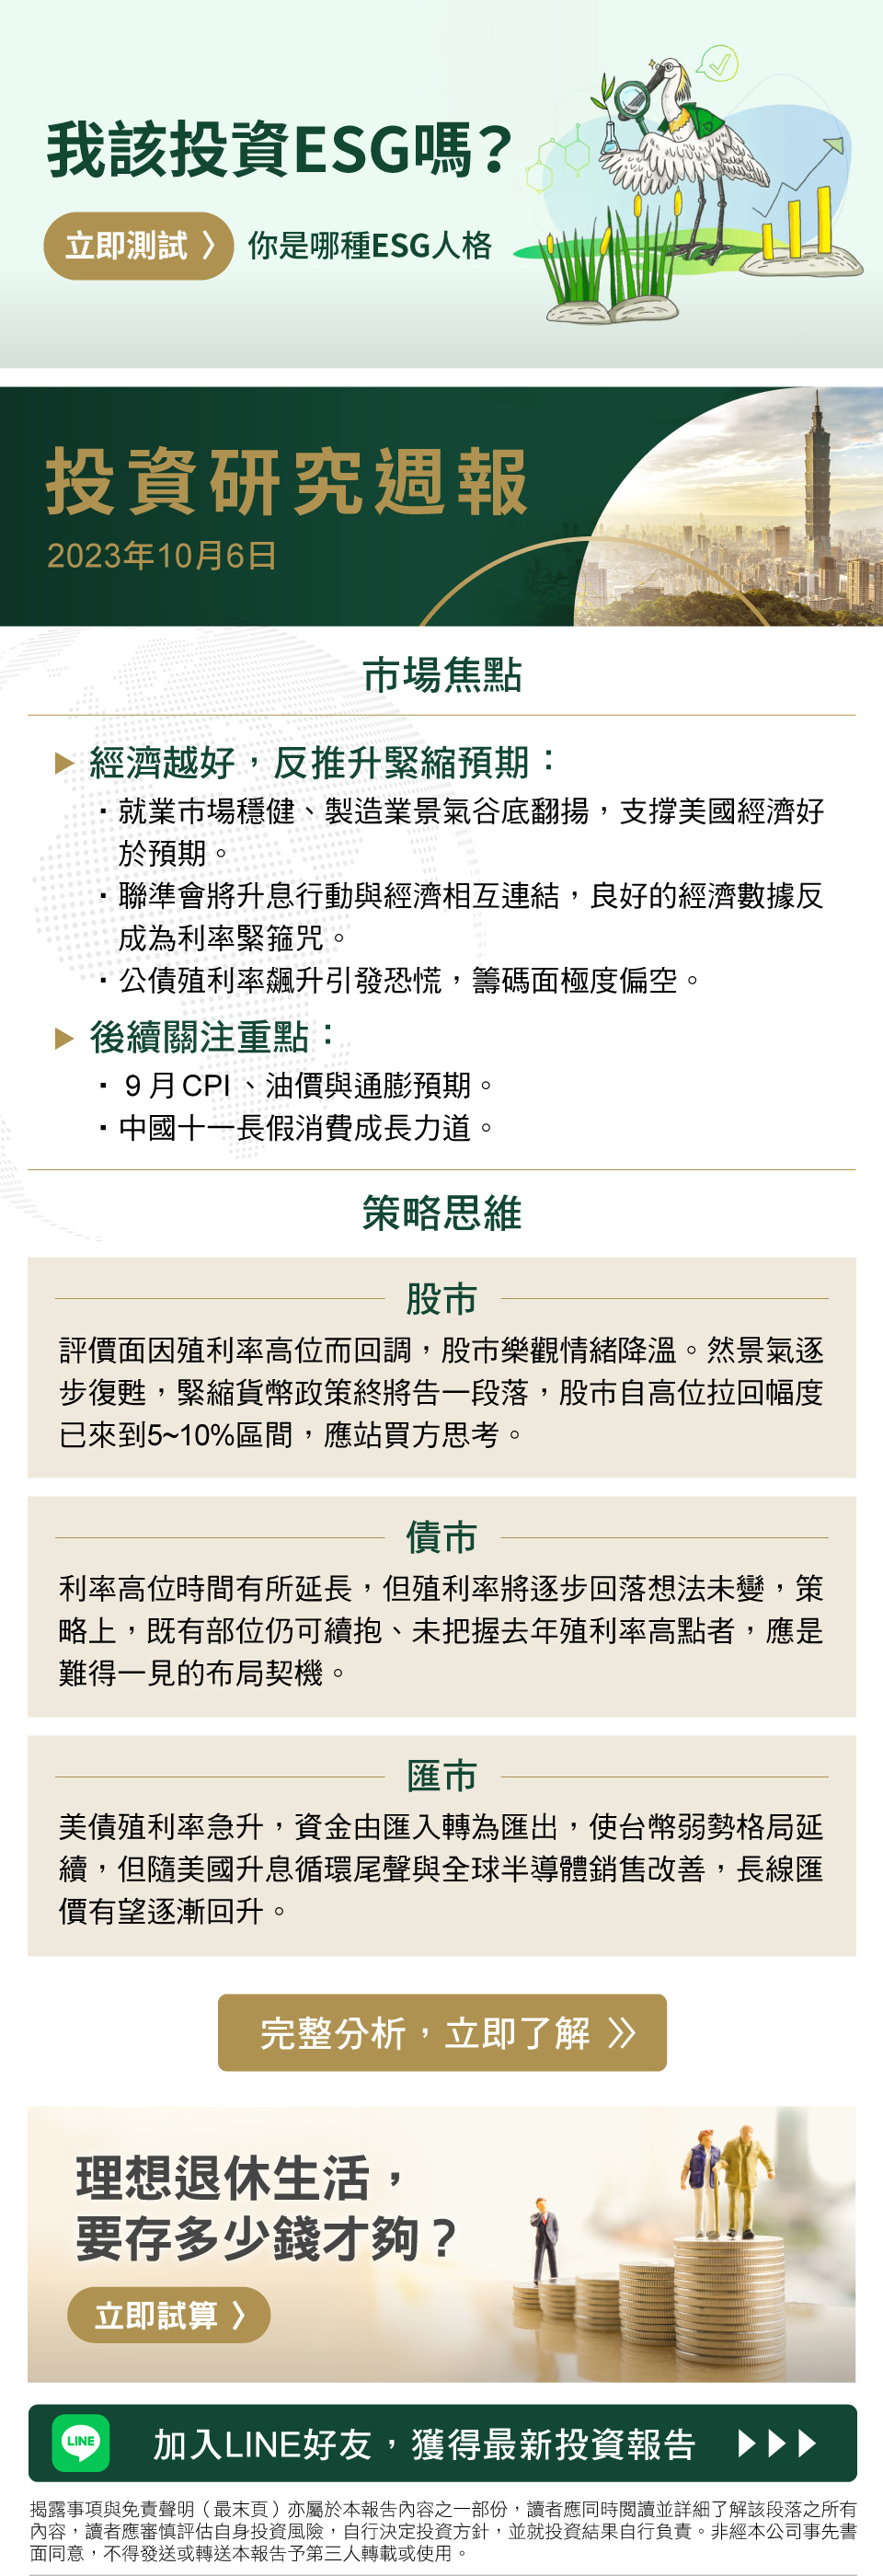 我該投資ESG嗎？
立即測試 〉 你是哪種ESG人格
投資研究週報
2023年10月6日
市場焦點
▶ 經濟越好，反推升緊縮預期：
▪ 就業市場穩健、製造業景氣谷底翻揚，支撐美國經濟好
於預期。
▪ 聯準會將升息行動與經濟相互連結，良好的經濟數據反
成為利率緊箍咒。
▪ 公債殖利率飆升引發恐慌，籌碼面極度偏空。
▶ 後續關注重點：
▪ 9月CPI、油價與通膨預期。
▪ 中國十一長假消費成長力道。
策略思維
股市
評價面因殖利率高位而回調，股市樂觀情緒降溫。然景氣逐
步復甦，緊縮貨幣政策終將告一段落，股市自高位拉回幅度
已來到5~10%區間，應站買方思考。
債市
利率高位時間有所延長，但殖利率將逐步回落想法未變，策
略上，既有部位仍可續抱、未把握去年殖利率高點者，應是
難得一見的布局契機。
匯市
美債殖利率急升，資金由匯入轉為匯出，使台幣弱勢格局延
續，但隨美國升息循環尾聲與全球半導體銷售改善，長線匯
價有望逐漸回升。
完整分析，立即了解 》
理想退休生活，
要存多少錢才夠？
立即試算 〉
LINE 加入LINE好友，獲得最新投資報告 ▶▶▶
揭露事項與免責聲明（最末頁）亦屬於本報告內容之一部份，讀者應同時閱讀並詳細了解該段落之所有
內容，讀者應審慎評估自身投資風險，自行決定投資方針，並就投資結果自行負責。非經本公司事先書
面同意，不得發送或轉送本報告予第三人轉載或使用。